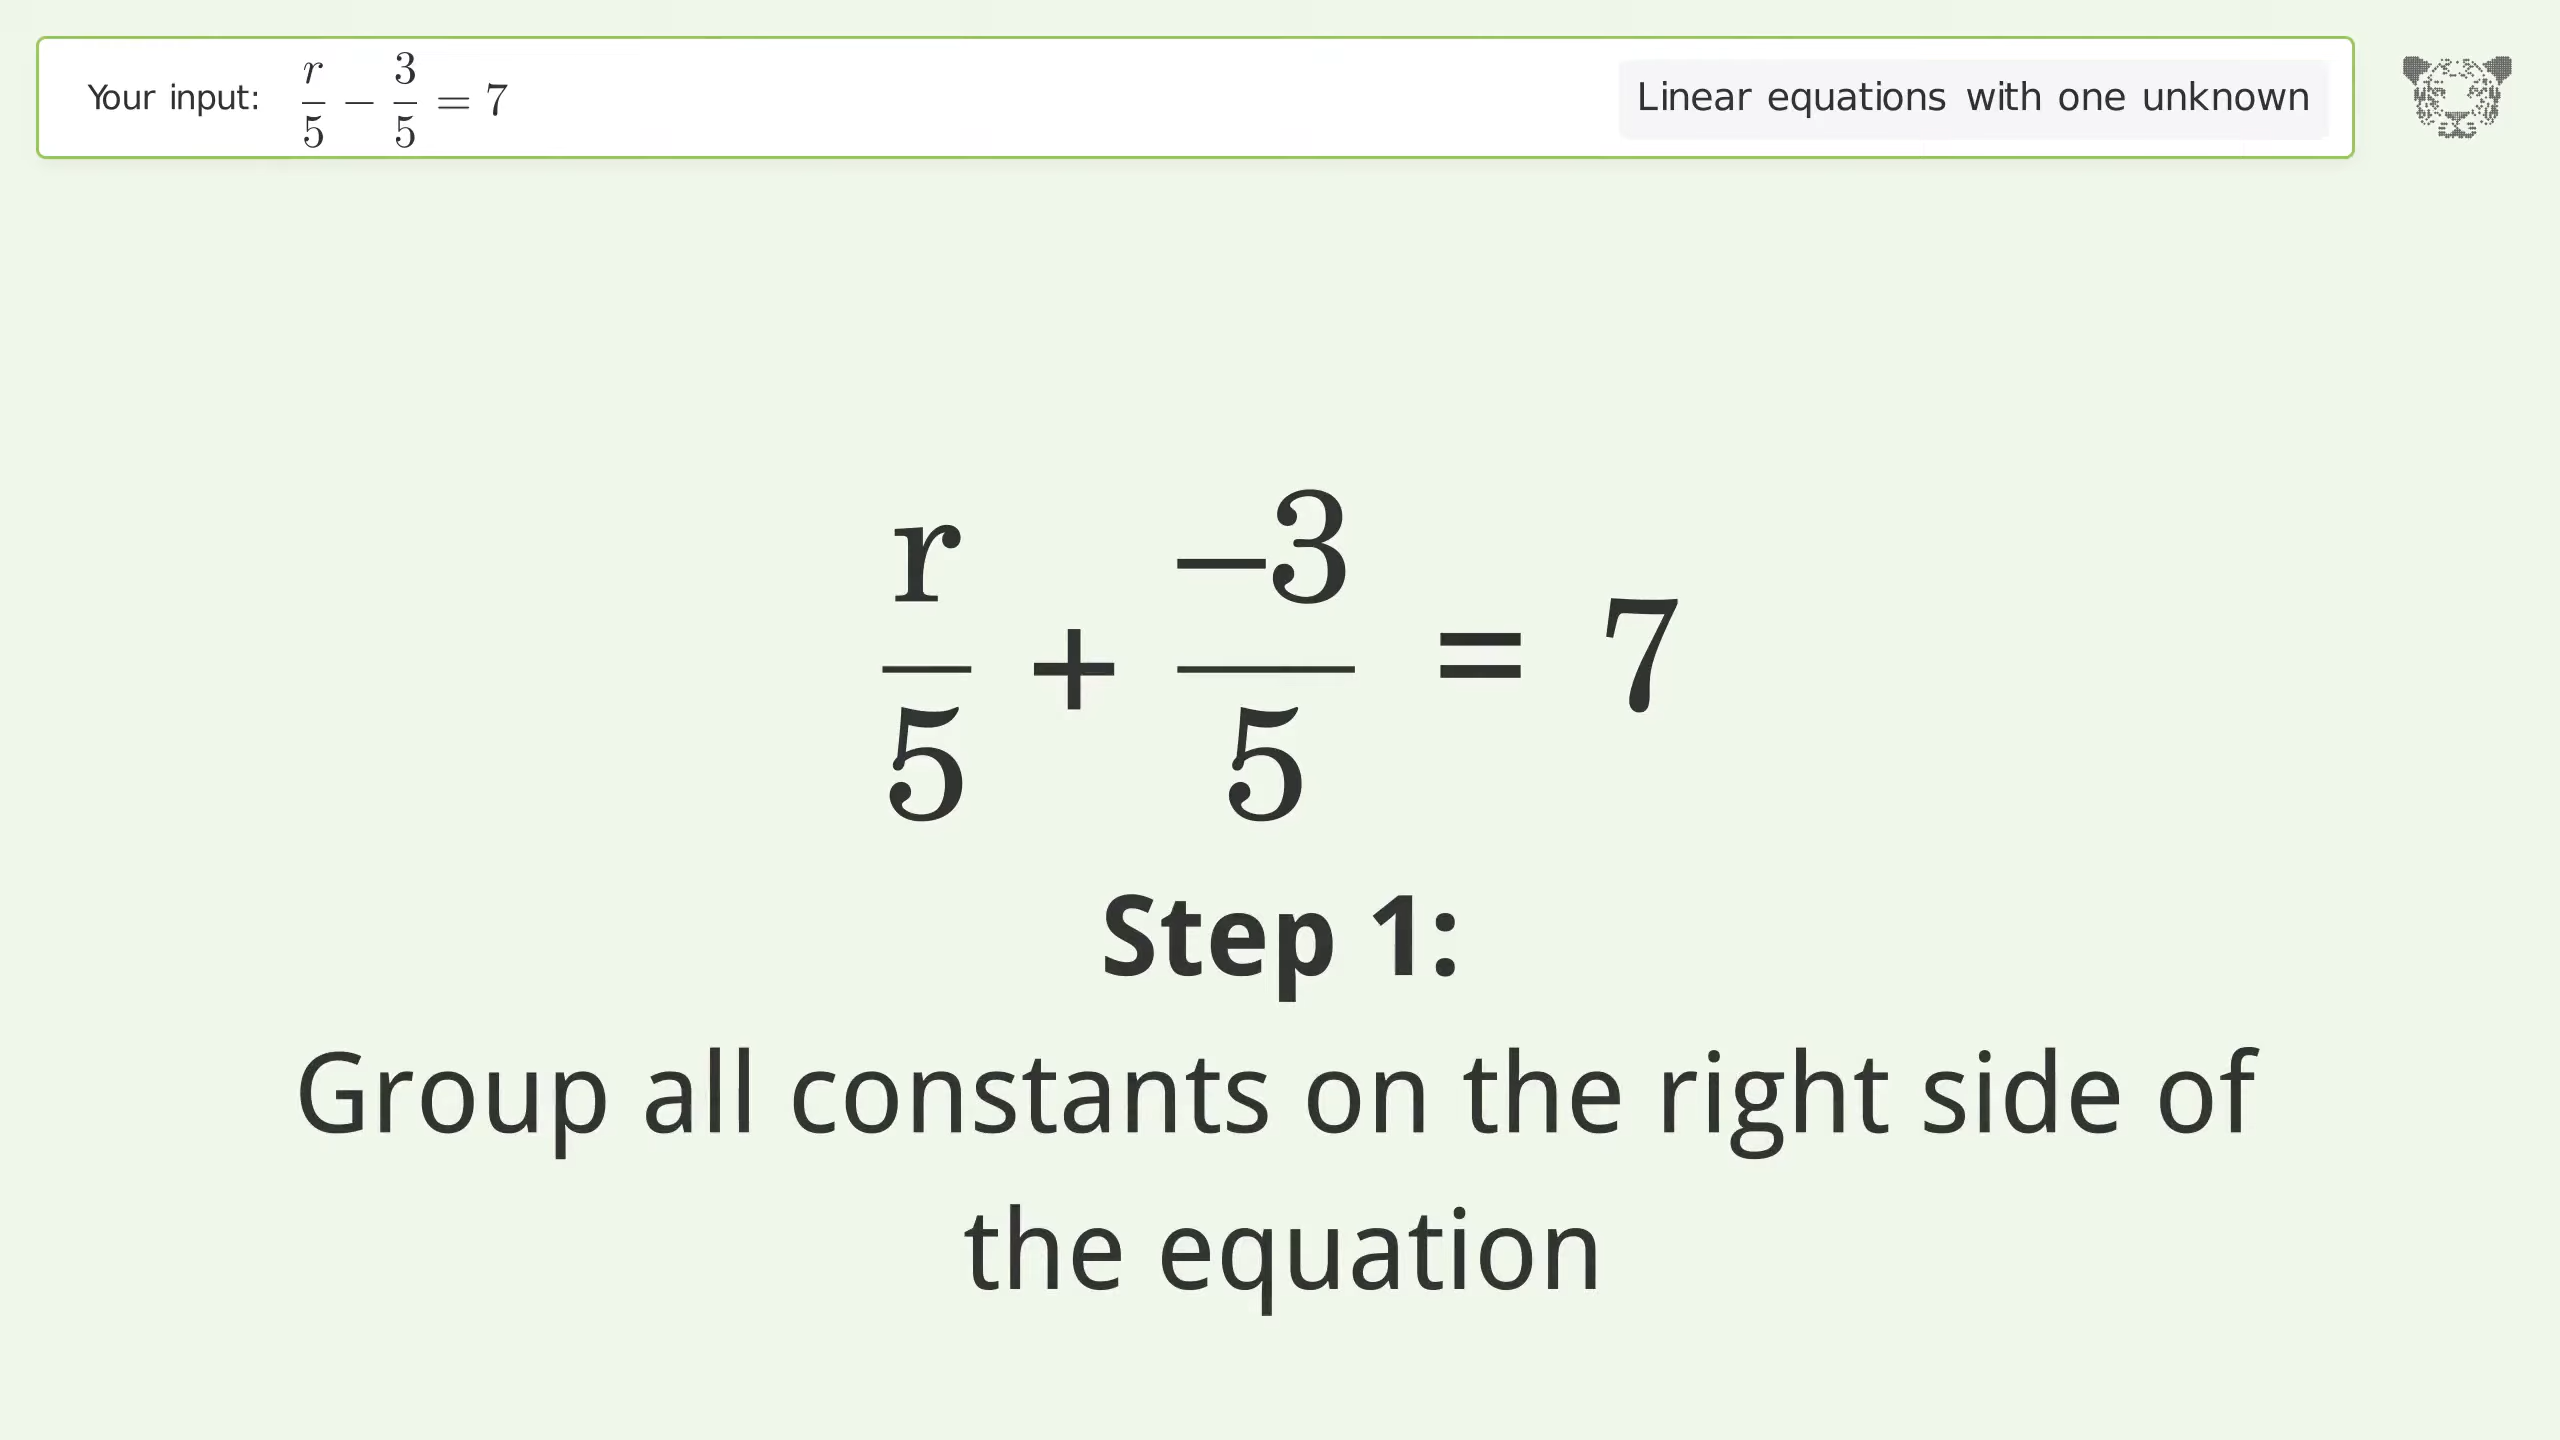 Your input: r/5 − 3/5 = 7
Linear equations with one unknown
r/5 + −3/5 = 7
Step 1:
Group all constants on the right side of
the equation